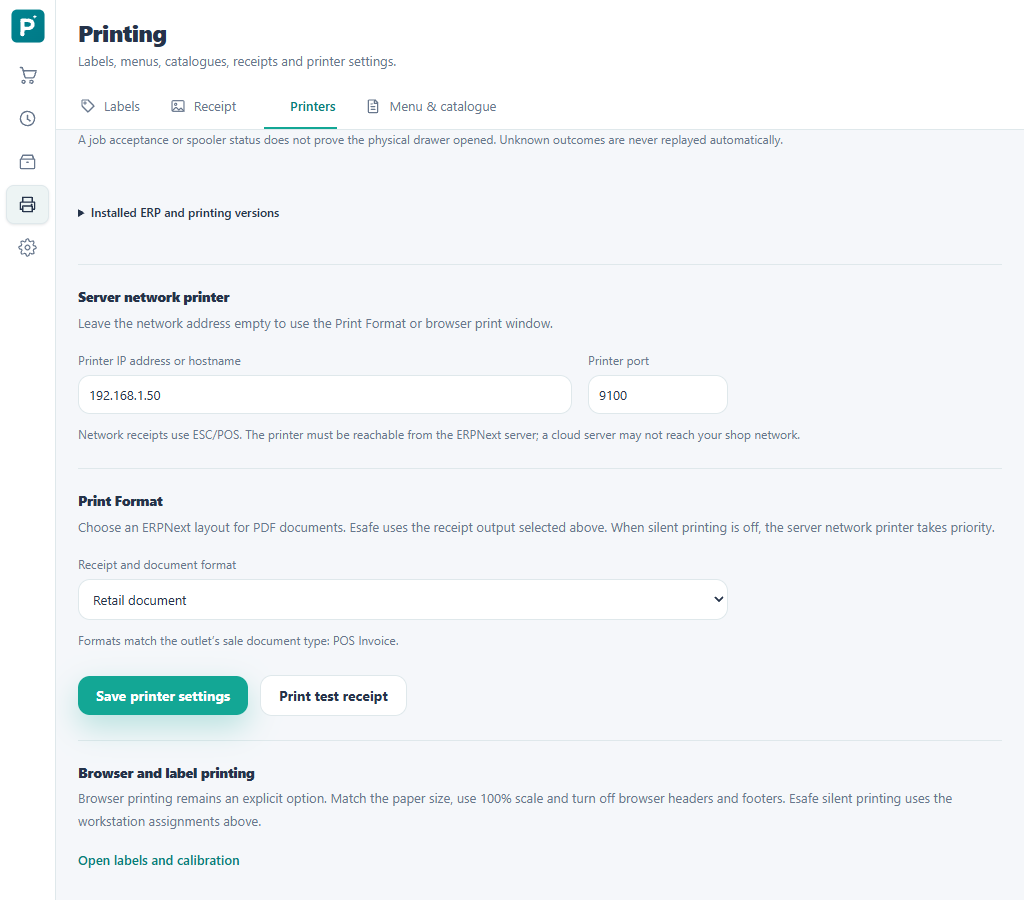 P
Printing
Labels, menus, catalogues, receipts and printer settings.
Labels
Receipt
Printers
Menu & catalogue
A job acceptance or spooler status does not prove the physical drawer opened. Unknown outcomes are never replayed automatically.
Installed ERP and printing versions
Server network printer
Leave the network address empty to use the Print Format or browser print window.
Printer IP address or hostname
Printer port
192.168.1.50
9100
Network receipts use ESC/POS. The printer must be reachable from the ERPNext server; a cloud server may not reach your shop network.
Print Format
Choose an ERPNext layout for PDF documents. Esafe uses the receipt output selected above. When silent printing is off, the server network printer takes priority.
Receipt and document format
Retail document
Formats match the outlet’s sale document type: POS Invoice.
Save printer settings
Print test receipt
Browser and label printing
Browser printing remains an explicit option. Match the paper size, use 100% scale and turn off browser headers and footers. Esafe silent printing uses the
workstation assignments above.
Open labels and calibration